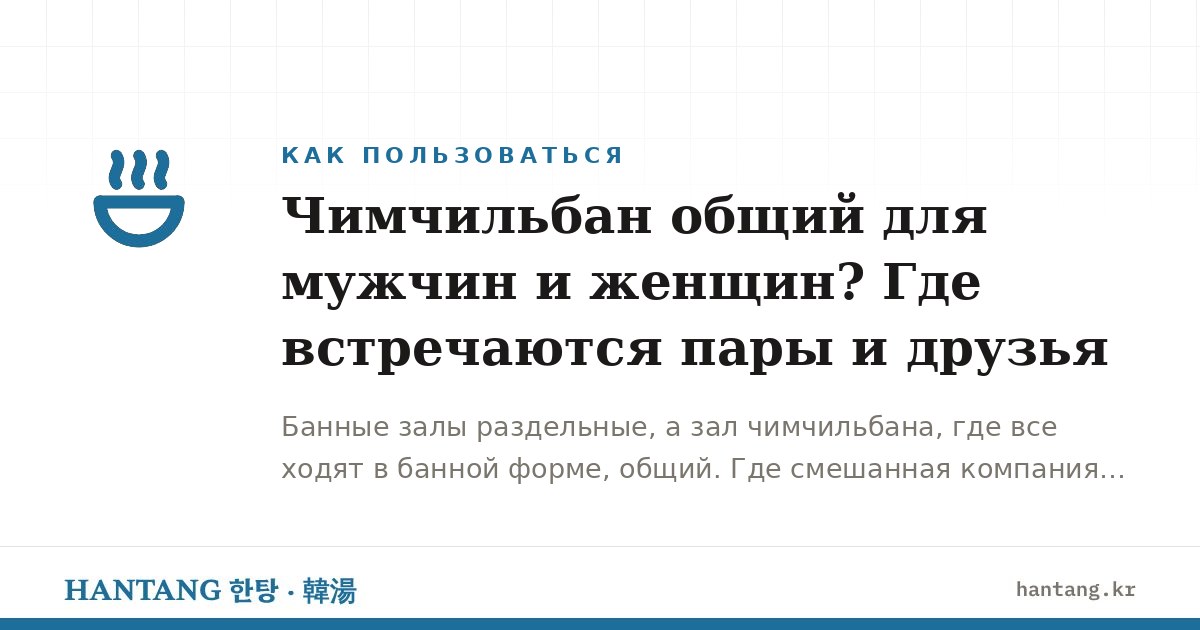 КАК ПОЛЬЗОВАТЬСЯ
Чимчильбан общий для
мужчин и женщин? Где
встречаются пары и друзья
Банные залы раздельные, а зал чимчильбана, где все
ходят в банной форме, общий. Где смешанная компания…
HANTANG 한탕 · 韓湯
hantang.kr